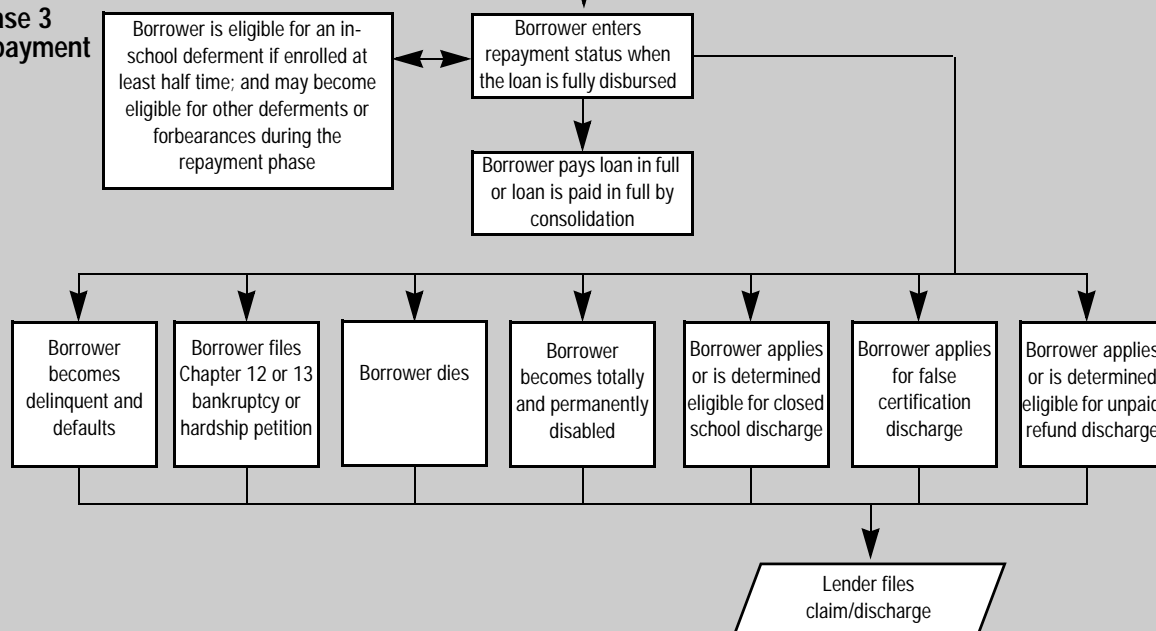 ase 3
payment
Borrower is eligible for an in-
school deferment if enrolled at
least half time; and may become
eligible for other deferments or
forbearances during the
repayment phase
Borrower enters
repayment status when
the loan is fully disbursed
Borrower pays loan in full
or loan is paid in full by
consolidation
Borrower
becomes
delinquent and
defaults
Borrower files
Chapter 12 or 13
bankruptcy or
hardship petition
Borrower dies
Borrower
becomes totally
and permanently
disabled
Borrower applies
or is determined
eligible for closed
school discharge
Borrower applies
for false
certification
discharge
Borrower applies
or is determined
eligible for unpaid
refund discharge
Lender files
claim/discharge